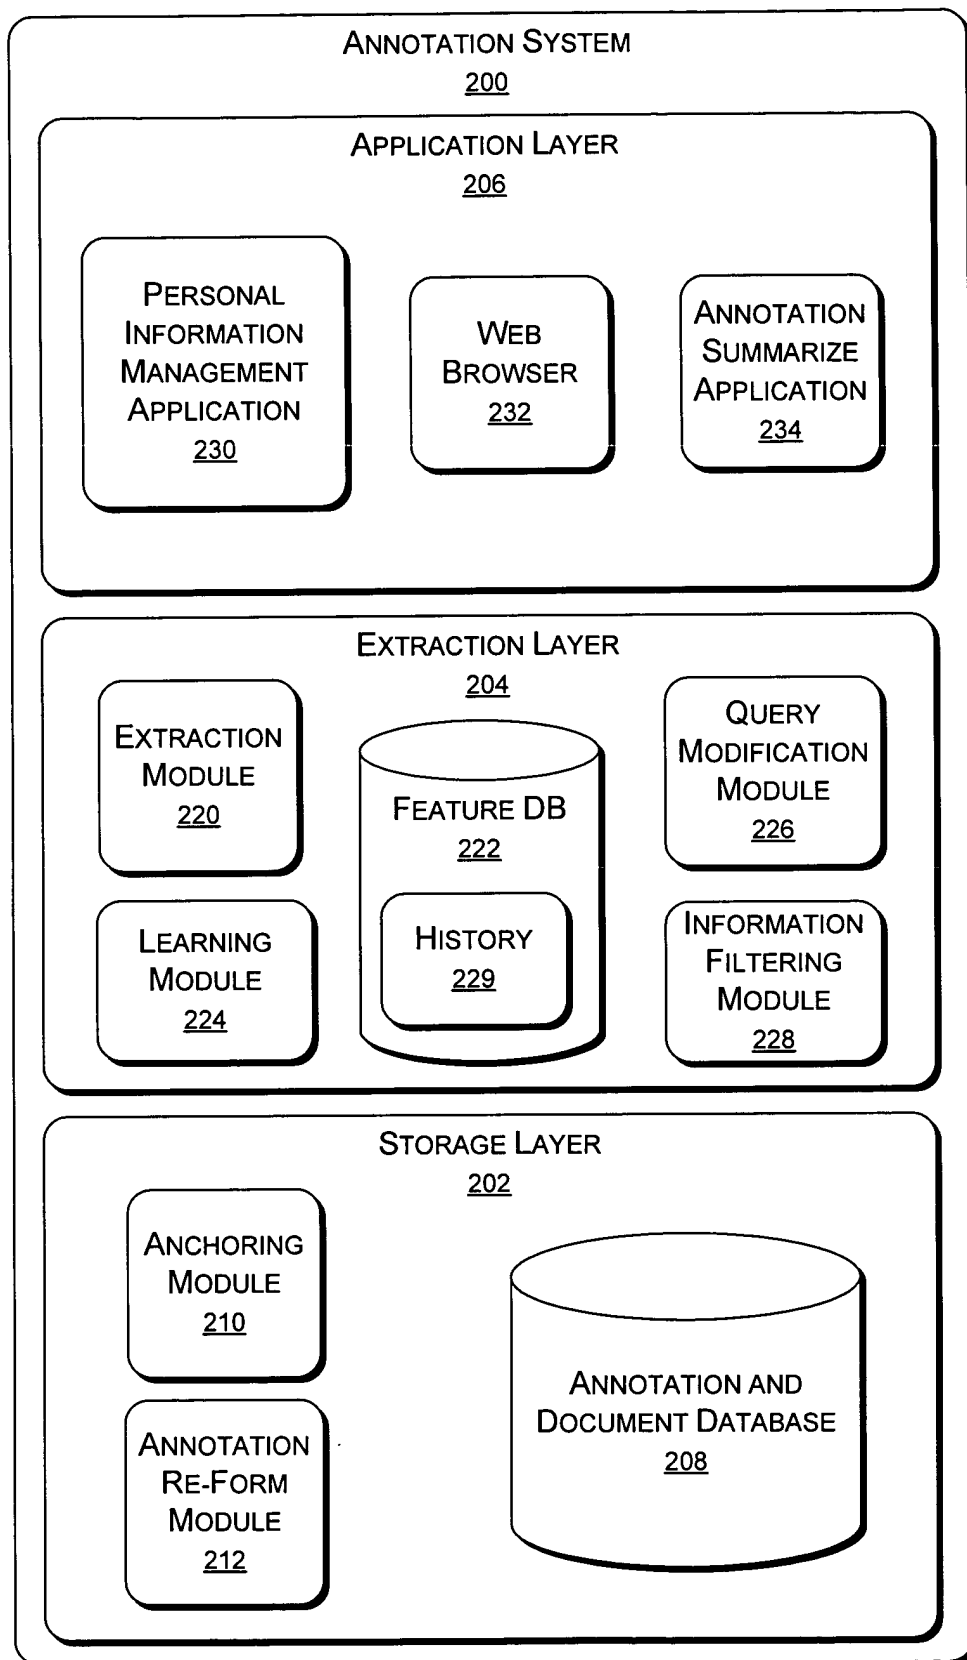 ANNOTATION SYSTEM
200
APPLICATION LAYER
206
PERSONAL
INFORMATION
MANAGEMENT
APPLICATION
230
WEB
BROWSER
232
ANNOTATION
SUMMARIZE
APPLICATION
234
EXTRACTION LAYER
204
EXTRACTION
MODULE
220
FEATURE DB
222
QUERY
MODIFICATION
MODULE
226
LEARNING
MODULE
224
HISTORY
229
INFORMATION
FILTERING
MODULE
228
STORAGE LAYER
202
ANCHORING
MODULE
210
ANNOTATION
RE-FORM
MODULE
212
ANNOTATION AND
DOCUMENT DATABASE
208